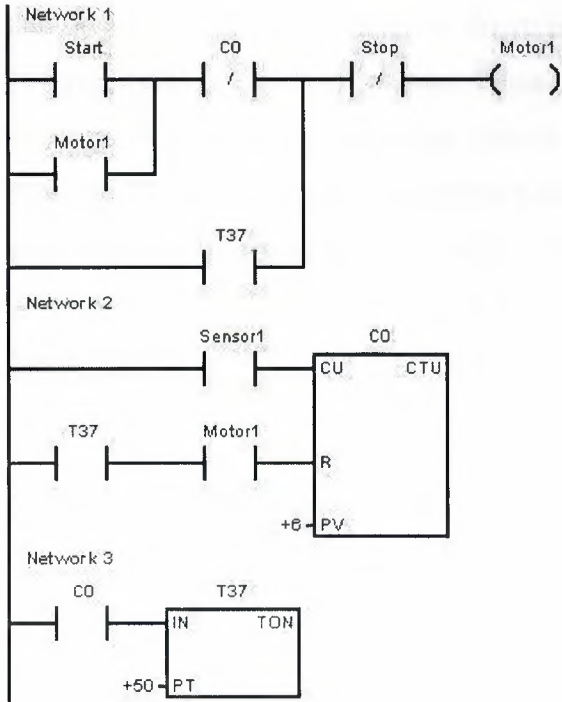 Network 1
Start C0 Stop Motor1
/ /
Motor1
T37
Network 2
Sensor1 C0
CU CTU
T37 Motor1
R
+6 PV
Network 3
C0 T37
IN TON
+50 PT